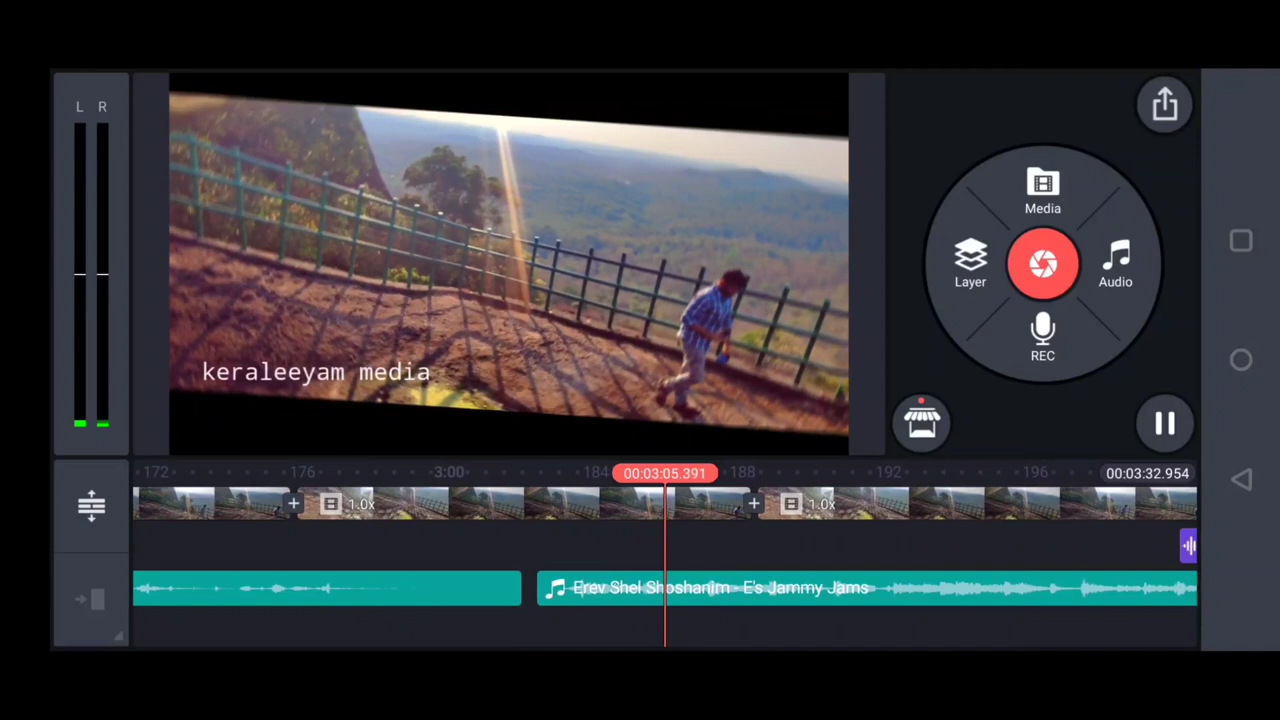 L R
keraleeyam media
Media
Layer
Audio
REC
172
176
3:00
184
00:03:05.391
188
192
196
00:03:32.954
1.0x
1.0x
Erev Shel Shoshanim - E's Jammy Jams